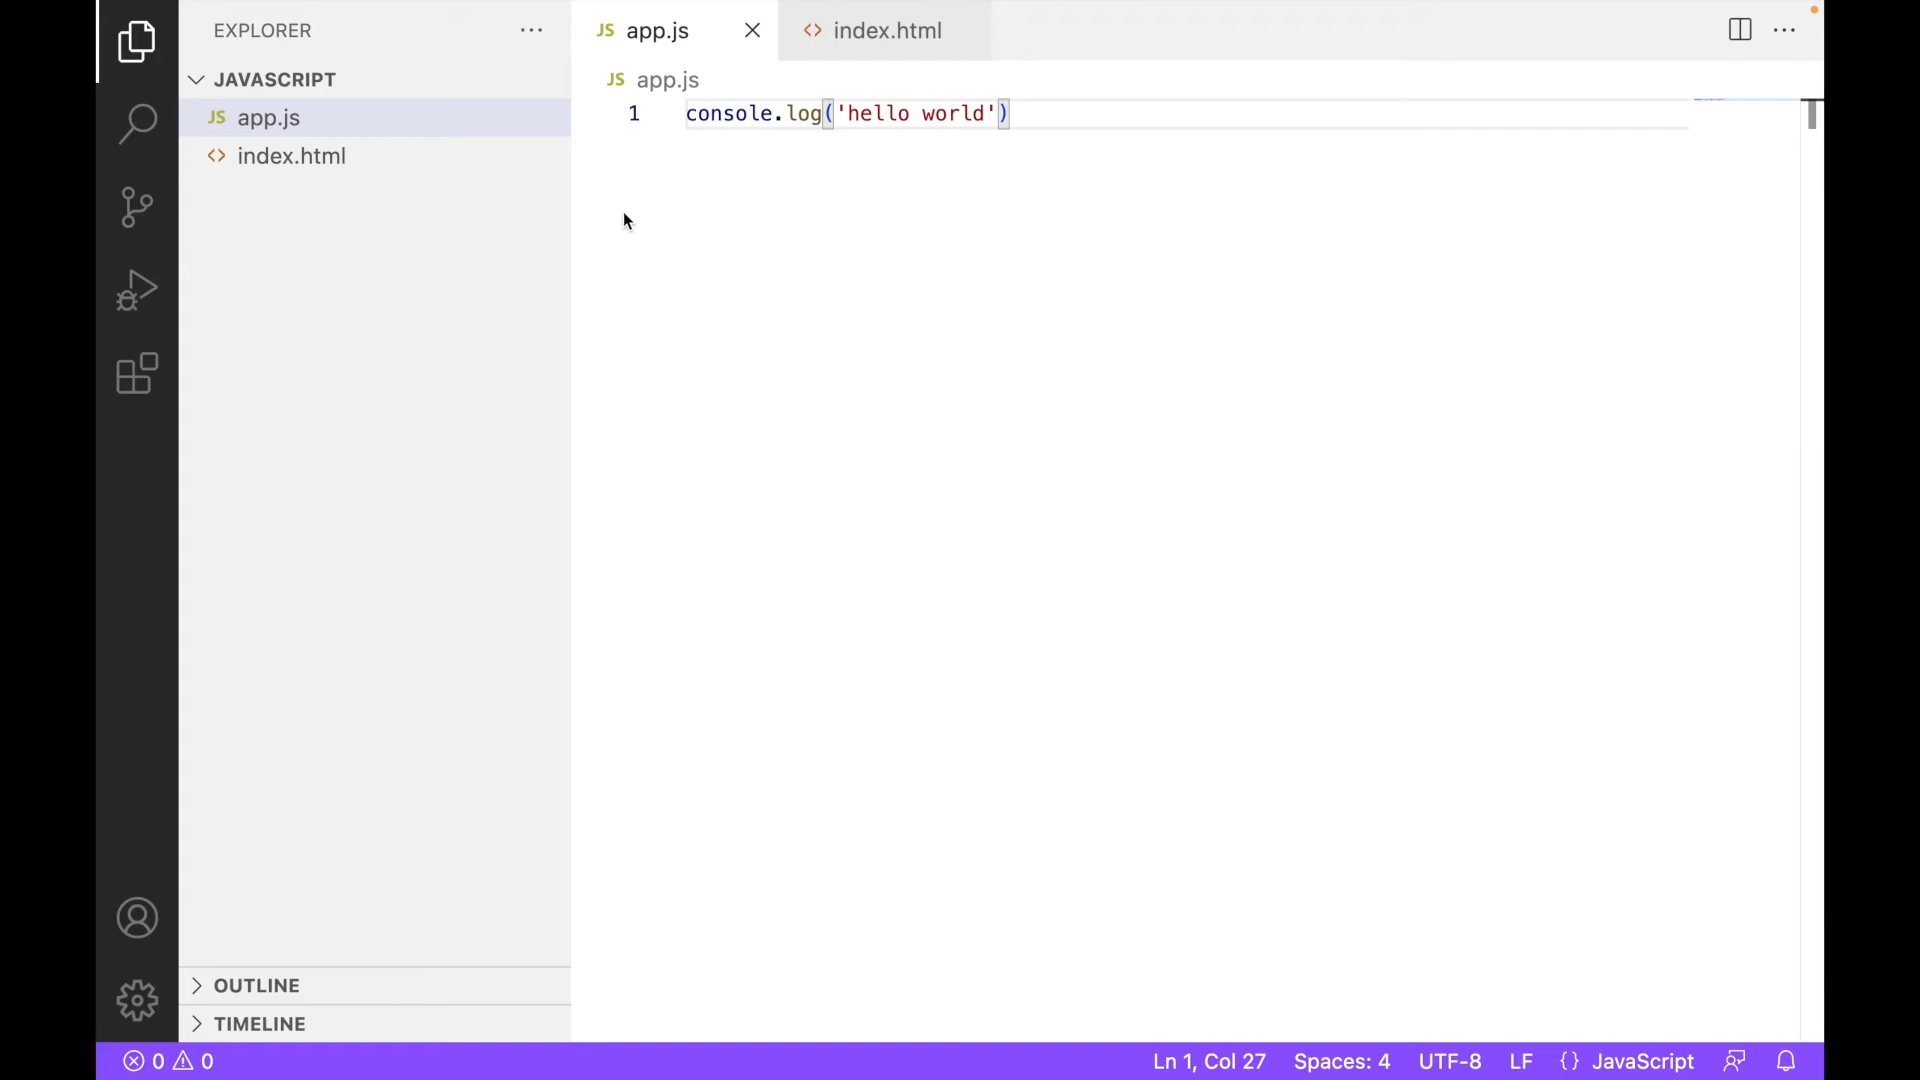 EXPLORER
JAVASCRIPT
JS app.js
index.html
OUTLINE
TIMELINE
JS app.js
index.html
JS app.js
1 console.log('hello world')
0 0
Ln 1, Col 27
Spaces: 4
UTF-8
LF
{} JavaScript